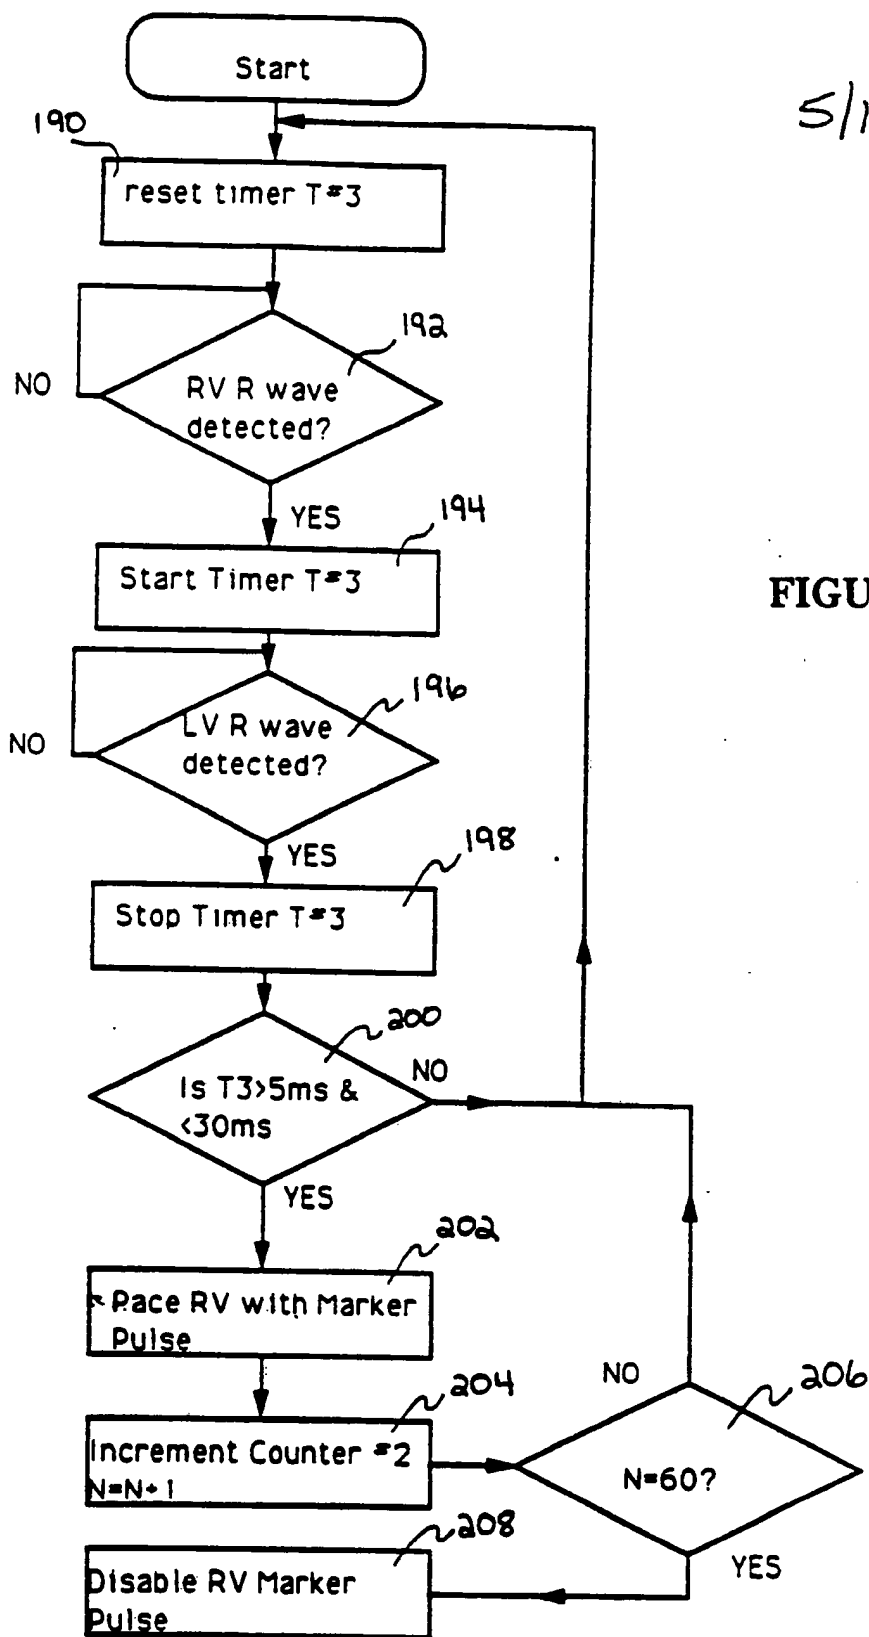 Start
5/1
190
reset timer T#3
192
NO
RV R wave
detected?
YES
194
Start Timer T#3
FIGU
196
NO
LV R wave
detected?
YES
198
Stop Timer T#3
200
NO
Is T3>5ms &
<30ms
YES
202
Pace RV with Marker
Pulse
204
NO
206
Increment Counter #2
N=N+1
N=60?
208
YES
Disable RV Marker
Pulse